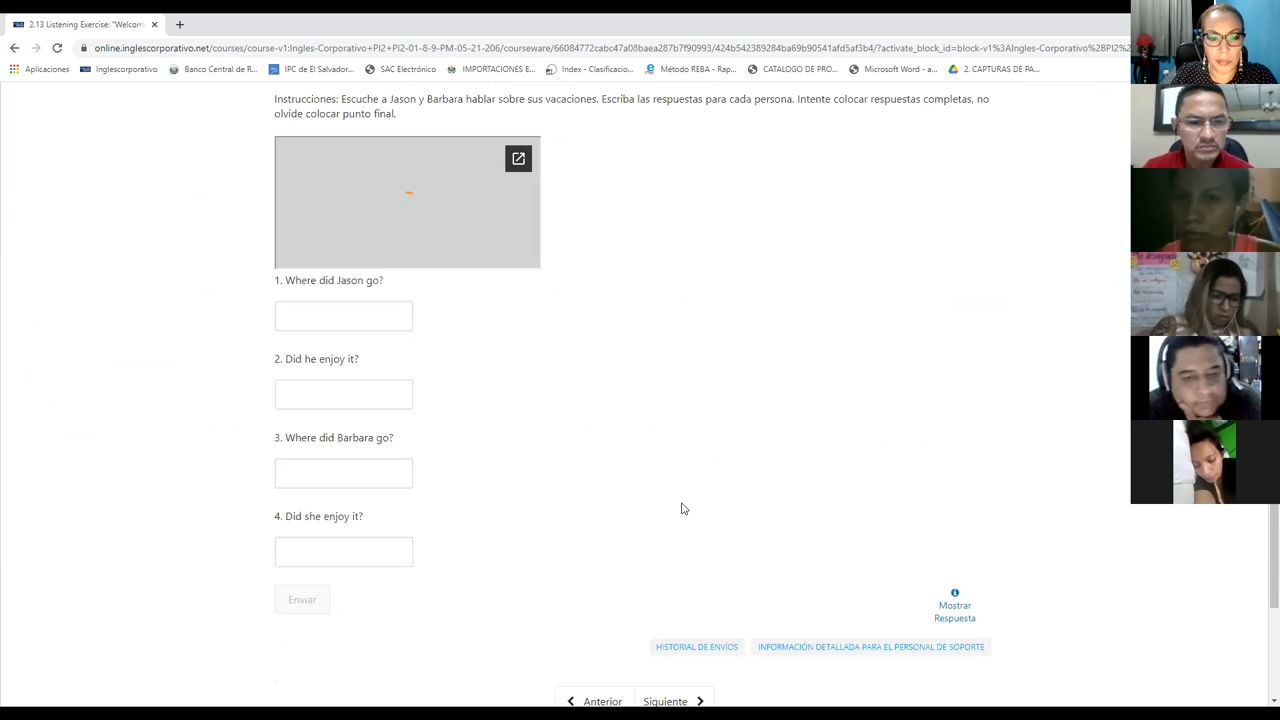 2.13 Listening Exercise: "Welcom
online.inglescorporativo.net/courses/course-v1:Ingles-Corporativo+PI2+PI2-01-8-9-PM-05-21-206/courseware/66084772cabc47a08baea287b7f90993/424b542389284ba69b90541afd5af3b4/?activate_block_id=block-v1%3AIngles-Corporativo%2BPI2%
Aplicaciones
Inglescorporativo
Banco Central de R...
IPC de El Salvador...
SAC Electrónico
IMPORTACIONES E...
Index - Clasificacio...
Método REBA - Rap...
CATALOGO DE PRO...
Microsoft Word - a...
2. CAPTURAS DE PA...
Instrucciones: Escuche a Jason y Barbara hablar sobre sus vacaciones. Escriba las respuestas para cada persona. Intente colocar respuestas completas, no
olvide colocar punto final.
1. Where did Jason go?
2. Did he enjoy it?
3. Where did Barbara go?
4. Did she enjoy it?
Enviar
Mostrar
Respuesta
HISTORIAL DE ENVÍOS
INFORMACIÓN DETALLADA PARA EL PERSONAL DE SOPORTE
Anterior
Siguiente